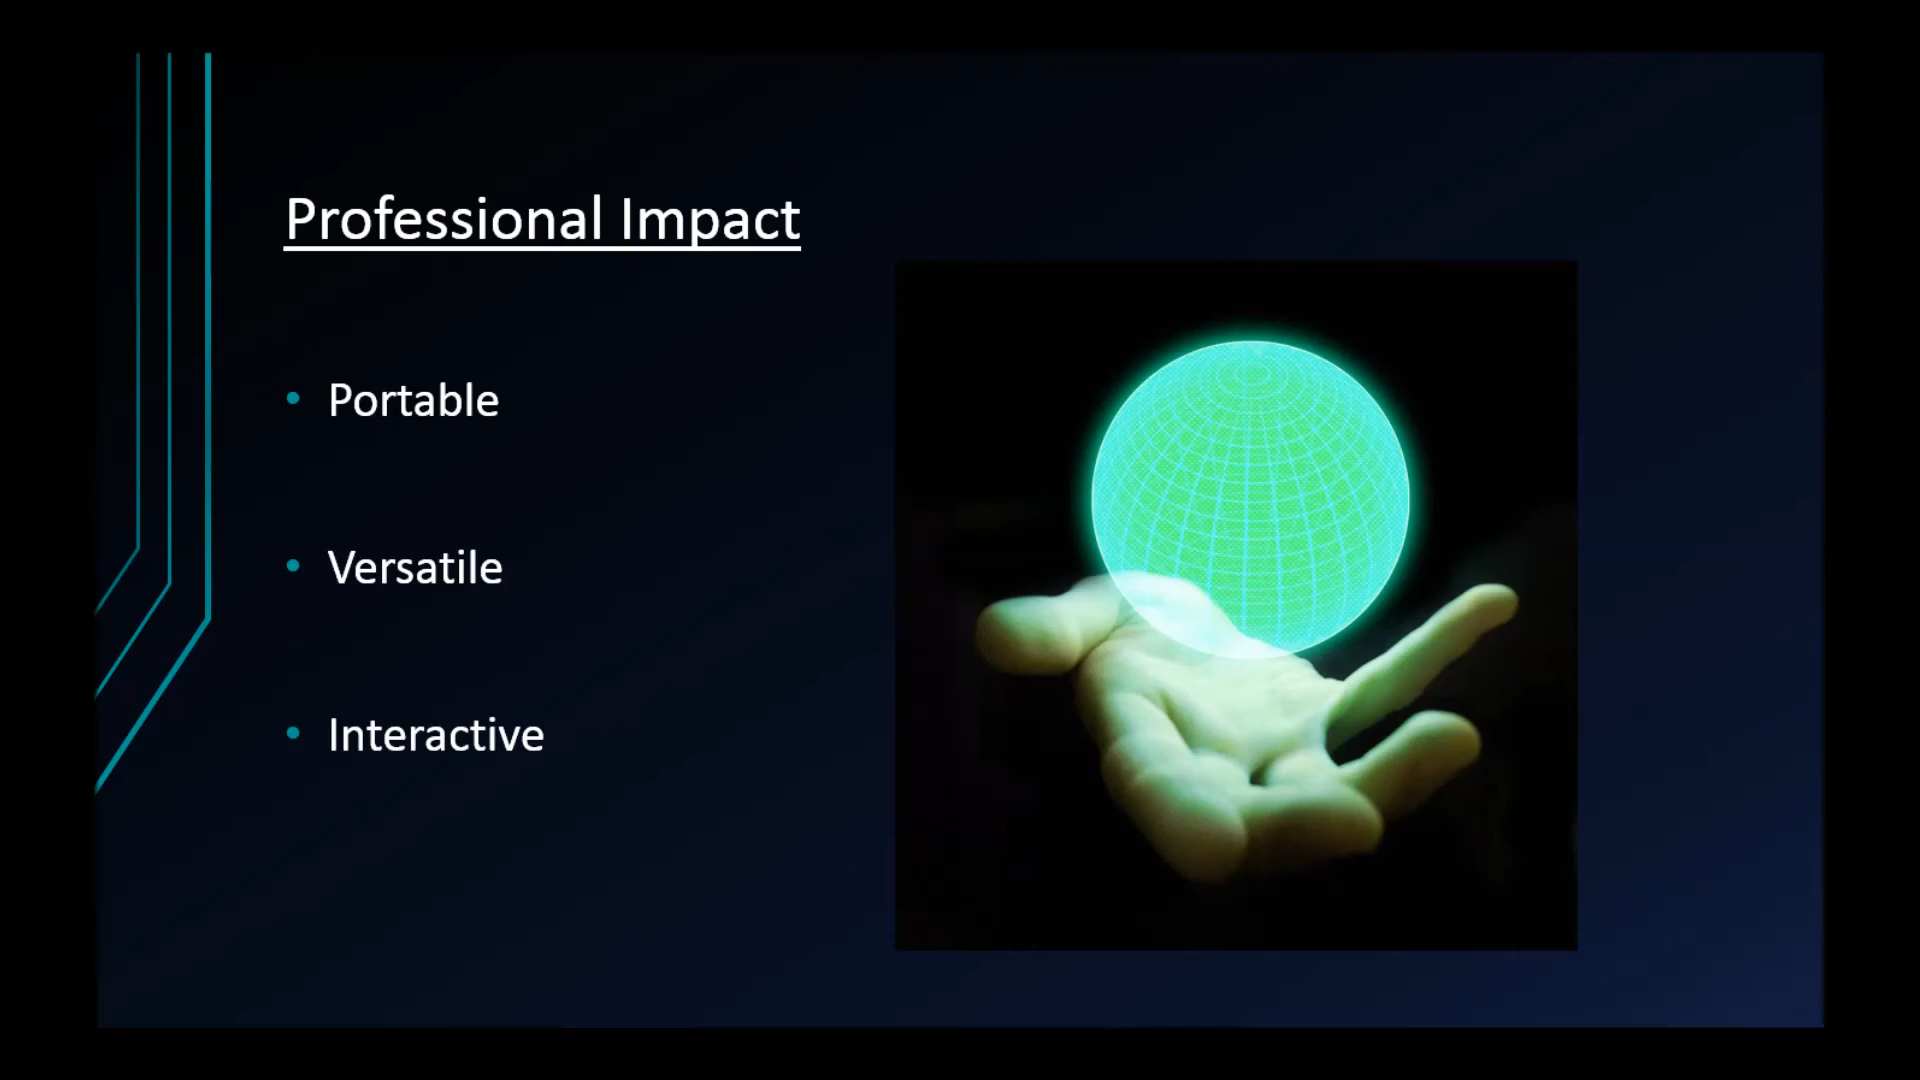 Professional Impact
• Portable
• Versatile
• Interactive